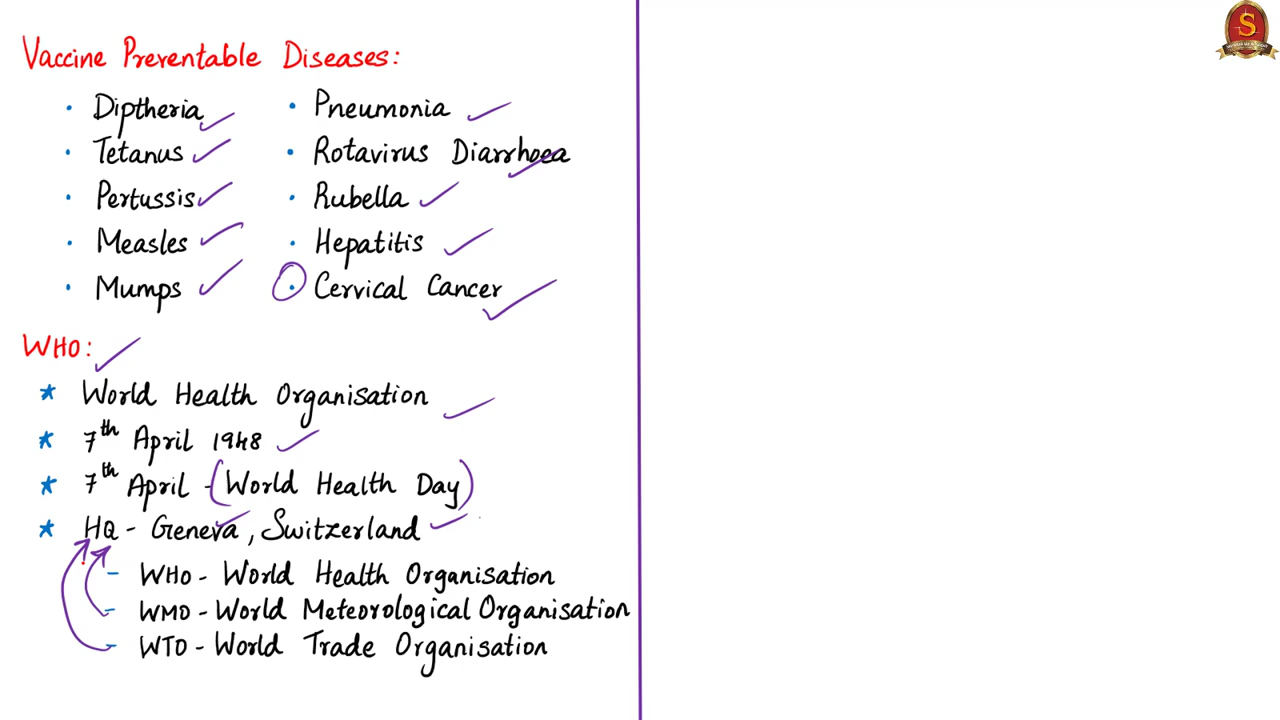 Vaccine Preventable Diseases:
• Diptheria
• Tetanus
• Pertussis
• Measles
• Mumps
• Pneumonia
• Rotavirus Diarrhoea
• Rubella
• Hepatitis
• Cervical Cancer
WHO:
* World Health Organisation
* 7th April 1948
* 7th April - (World Health Day)
* HQ - Geneva, Switzerland
- WHO - World Health Organisation
- WMO - World Meteorological Organisation
- WTO - World Trade Organisation
S